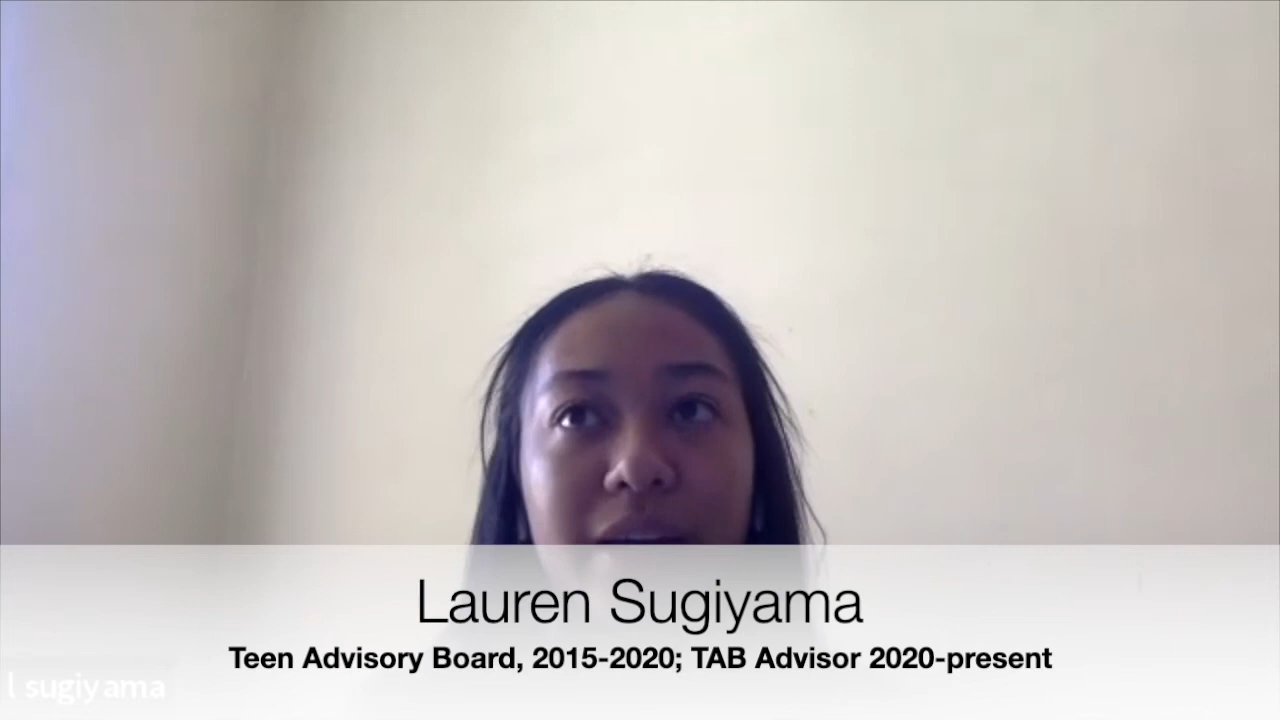 Lauren Sugiyama
Teen Advisory Board, 2015-2020; TAB Advisor 2020-present
l sugiyama